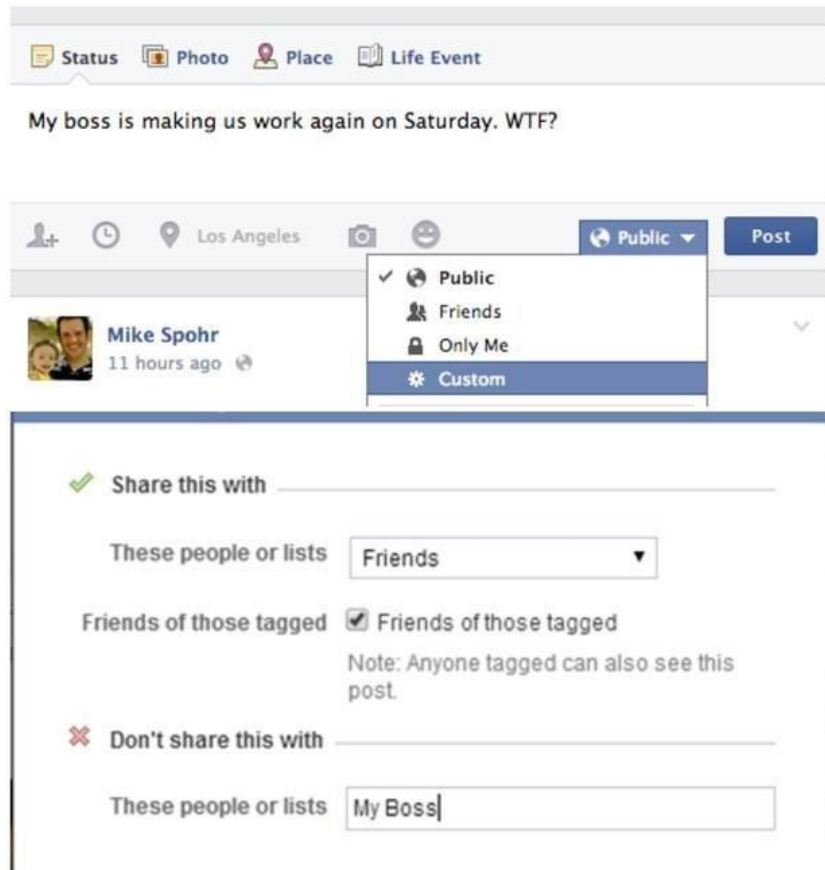 Status Photo Place Life Event
My boss is making us work again on Saturday. WTF?
Los Angeles Public Post
Public
Friends
Only Me
Custom
Mike Spohr
11 hours ago
Share this with
These people or lists Friends
Friends of those tagged Friends of those tagged
Note: Anyone tagged can also see this
post.
Don't share this with
These people or lists My Boss